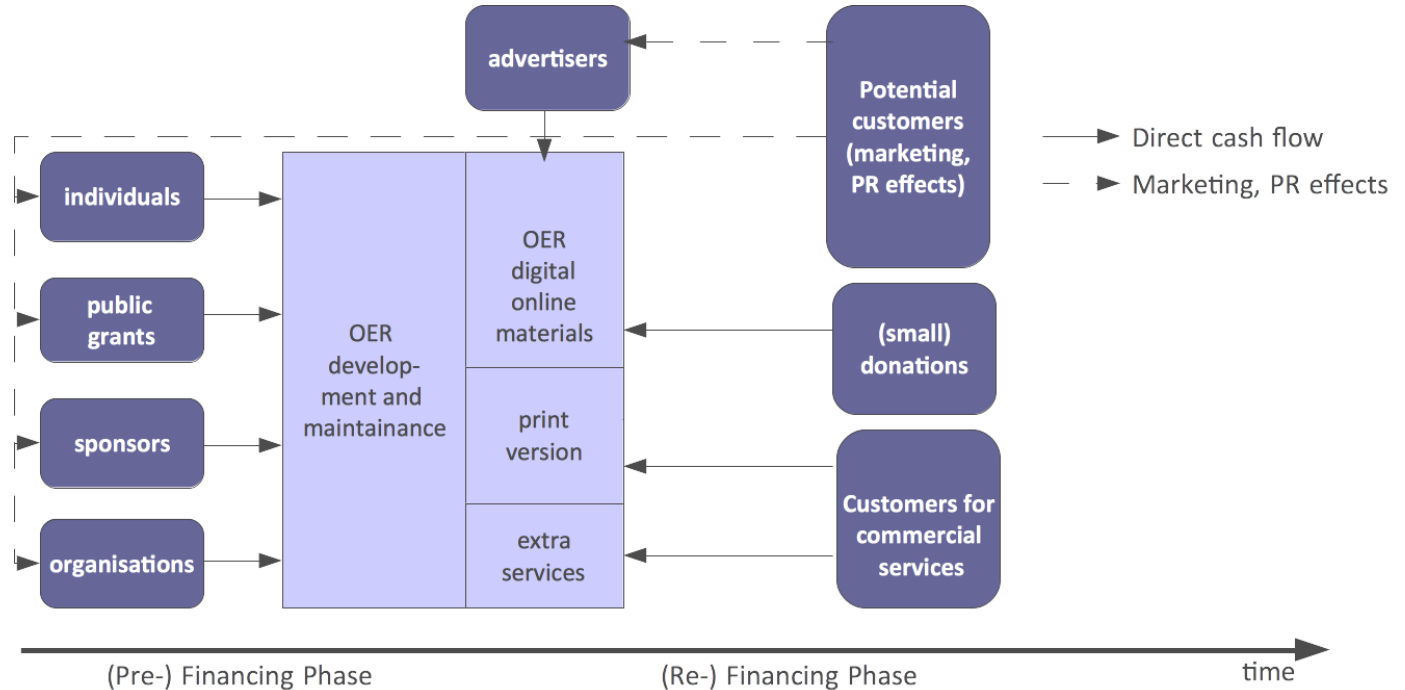 advertisers
Potential
customers
(marketing,
PR effects)
Direct cash flow
Marketing, PR effects
individuals
public
grants
sponsors
organisations
OER
develop-
ment and
maintainance
OER
digital
online
materials
print
version
extra
services
(small)
donations
Customers for
commercial
services
(Pre-) Financing Phase
(Re-) Financing Phase
time